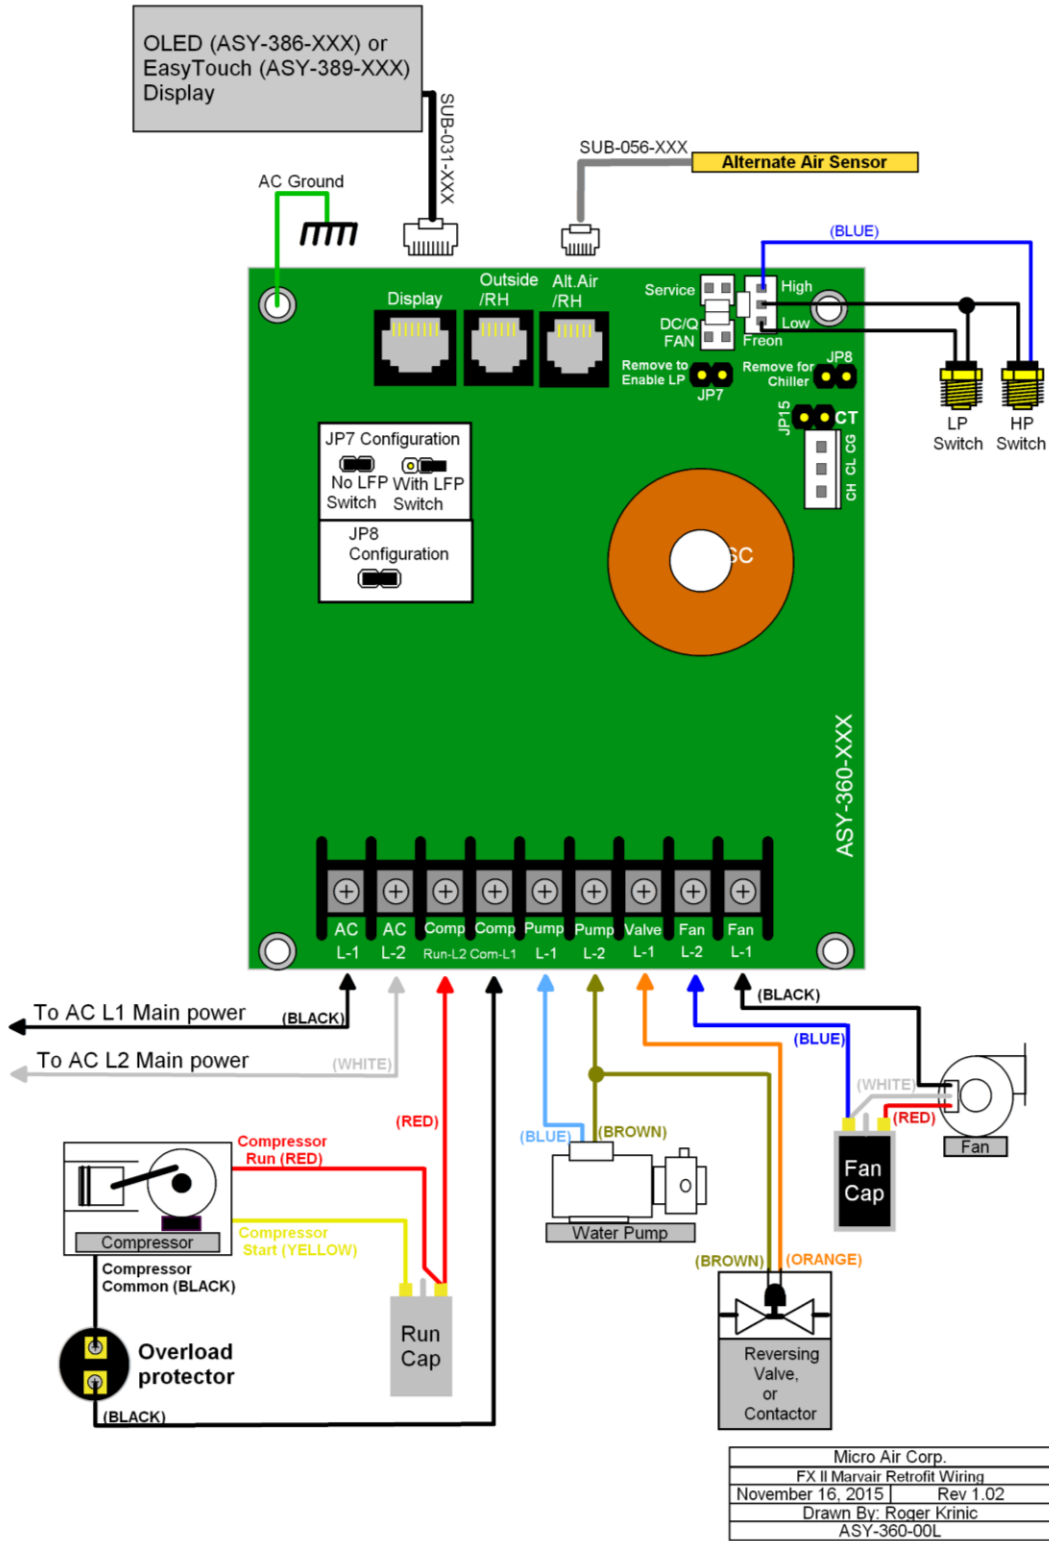 OLED (ASY-386-XXX) or
EasyTouch (ASY-389-XXX)
Display
SUB-031-XXX
SUB-056-XXX
Alternate Air Sensor
AC Ground
(BLUE)
Display
Outside
/RH
Alt.Air
/RH
Service
DC/Q
FAN
High
Low
Freon
Remove to
Enable LP
JP7
Remove for
Chiller
JP8
JP15
CT
CG
CL
CH
LP
Switch
HP
Switch
JP7 Configuration
No LFP
Switch
With LFP
Switch
JP8
Configuration
SC
ASY-360-XXX
AC
L-1
AC
L-2
Comp
Run-L2
Comp
Com-L1
Pump
L-1
Pump
L-2
Valve
L-1
Fan
L-2
Fan
L-1
To AC L1 Main power
(BLACK)
To AC L2 Main power
(WHITE)
(RED)
(BLUE)
(BROWN)
(BLACK)
(BLUE)
(WHITE)
(RED)
Fan
Fan
Cap
Compressor
Run (RED)
Compressor
Start (YELLOW)
Compressor
Compressor
Common (BLACK)
Overload
protector
(BLACK)
Run
Cap
Water Pump
(BROWN)
(ORANGE)
Reversing
Valve,
or
Contactor
Micro Air Corp.
FX II Marvair Retrofit Wiring
November 16, 2015 Rev 1.02
Drawn By: Roger Krinic
ASY-360-00L